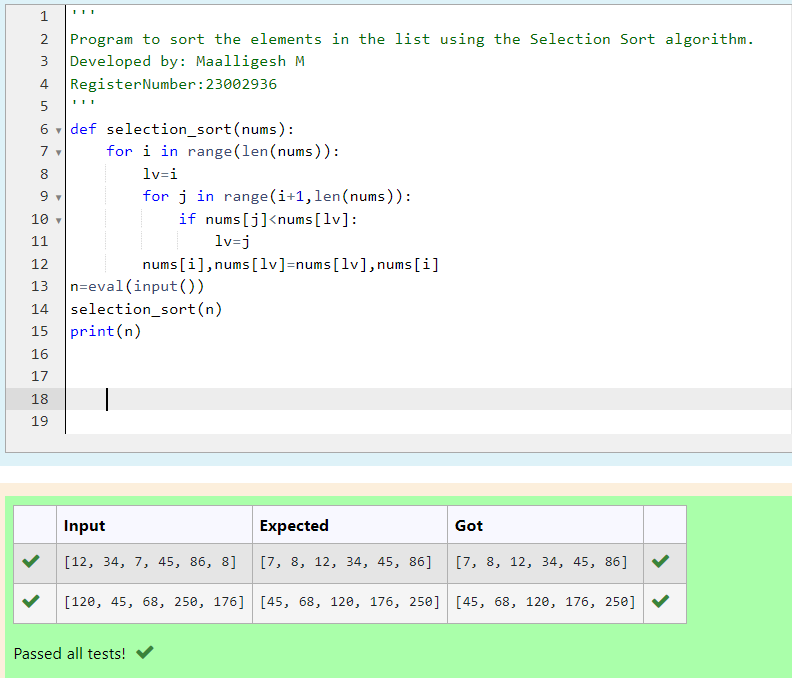 1 '''
2 Program to sort the elements in the list using the Selection Sort algorithm.
3 Developed by: Maalligesh M
4 RegisterNumber:23002936
5 '''
6 def selection_sort(nums):
7     for i in range(len(nums)):
8         lv=i
9         for j in range(i+1,len(nums)):
10             if nums[j]<nums[lv]:
11                 lv=j
12         nums[i],nums[lv]=nums[lv],nums[i]
13 n=eval(input())
14 selection_sort(n)
15 print(n)
16
17
18
19
Input Expected Got
[12, 34, 7, 45, 86, 8] [7, 8, 12, 34, 45, 86] [7, 8, 12, 34, 45, 86]
[120, 45, 68, 250, 176] [45, 68, 120, 176, 250] [45, 68, 120, 176, 250]
Passed all tests!